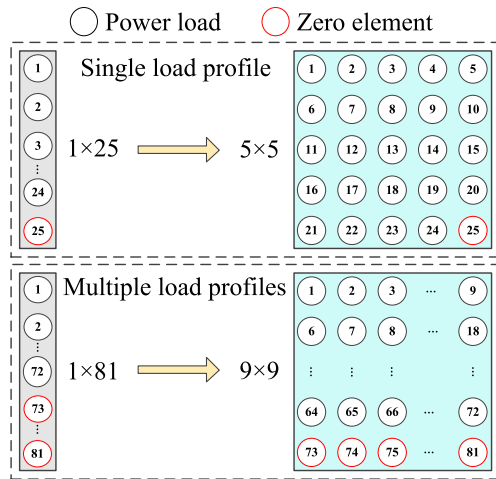 Power load Zero element
Single load profile
1×25 5×5
1
2
3
⋮
24
25
1 2 3 4 5
6 7 8 9 10
11 12 13 14 15
16 17 18 19 20
21 22 23 24 25
Multiple load profiles
1×81 9×9
1
2
⋮
72
73
⋮
81
1 2 3 ... 9
6 7 8 ... 18
⋮ ⋮ ⋮ ⋮
64 65 66 ... 72
73 74 75 ... 81